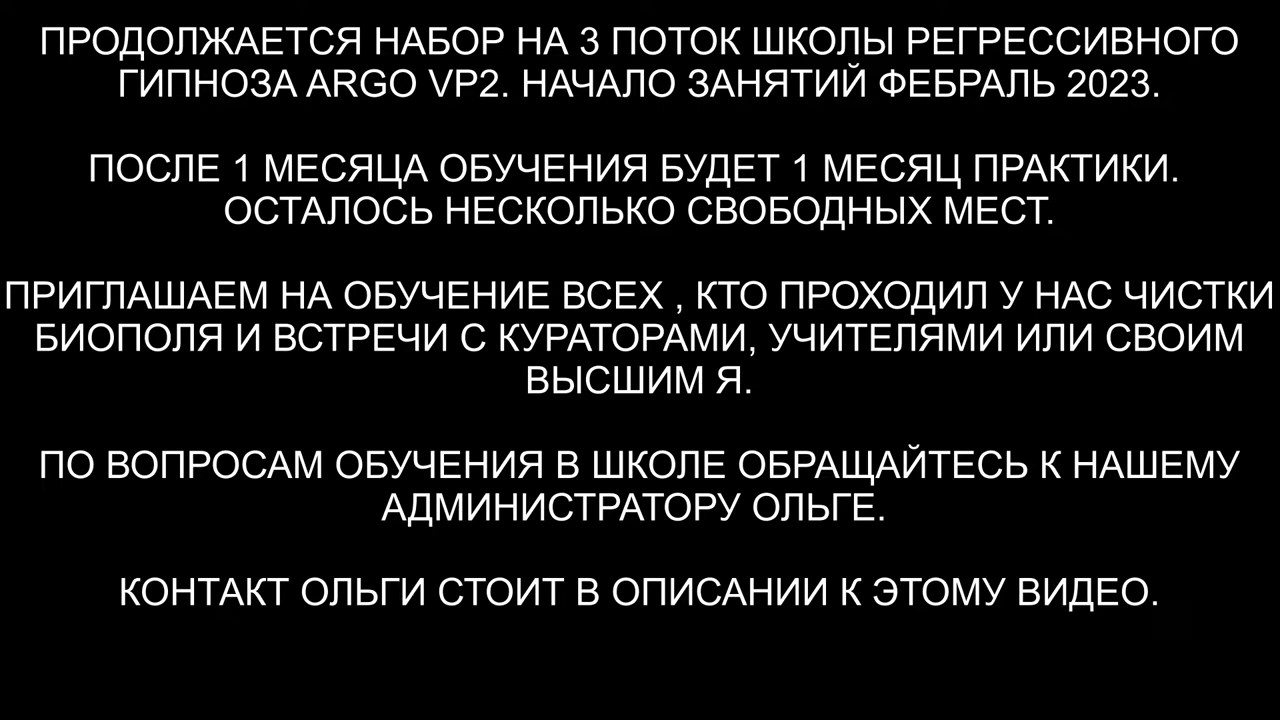 ПРОДОЛЖАЕТСЯ НАБОР НА 3 ПОТОК ШКОЛЫ РЕГРЕССИВНОГО
ГИПНОЗА ARGO VP2. НАЧАЛО ЗАНЯТИЙ ФЕБРАЛЬ 2023.
ПОСЛЕ 1 МЕСЯЦА ОБУЧЕНИЯ БУДЕТ 1 МЕСЯЦ ПРАКТИКИ.
ОСТАЛОСЬ НЕСКОЛЬКО СВОБОДНЫХ МЕСТ.
ПРИГЛАШАЕМ НА ОБУЧЕНИЕ ВСЕХ , КТО ПРОХОДИЛ У НАС ЧИСТКИ
БИОПОЛЯ И ВСТРЕЧИ С КУРАТОРАМИ, УЧИТЕЛЯМИ ИЛИ СВОИМ
ВЫСШИМ Я.
ПО ВОПРОСАМ ОБУЧЕНИЯ В ШКОЛЕ ОБРАЩАЙТЕСЬ К НАШЕМУ
АДМИНИСТРАТОРУ ОЛЬГЕ.
КОНТАКТ ОЛЬГИ СТОИТ В ОПИСАНИИ К ЭТОМУ ВИДЕО.